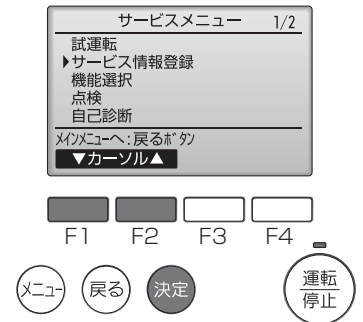 サービスメニュー 1/2
試運転
▶サービス情報登録
機能選択
点検
自己診断
メインメニューへ:戻るボタン
▼カーソル▲
F1 F2 F3 F4
メニュー 戻る 決定 運転
停止